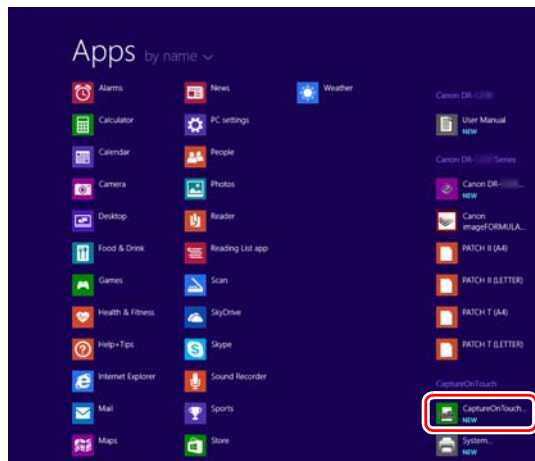 Apps by name
Alarms
Calculator
Calendar
Camera
Desktop
Food & Drink
Games
Health & Fitness
Help+Tips
Internet Explorer
Mail
Maps
News
PC settings
People
Photos
Reader
Reading List app
Scan
SkyDrive
Skype
Sound Recorder
Sports
Store
Weather
Canon DR-
User Manual
NEW
Canon DR- Series
Canon DR- ...
NEW
Canon
imageFORMULA...
PATCH II (A4)
PATCH II (LETTER)
PATCH T (A4)
PATCH T (LETTER)
CaptureOnTouch
CaptureOnTouch...
NEW
System...
NEW